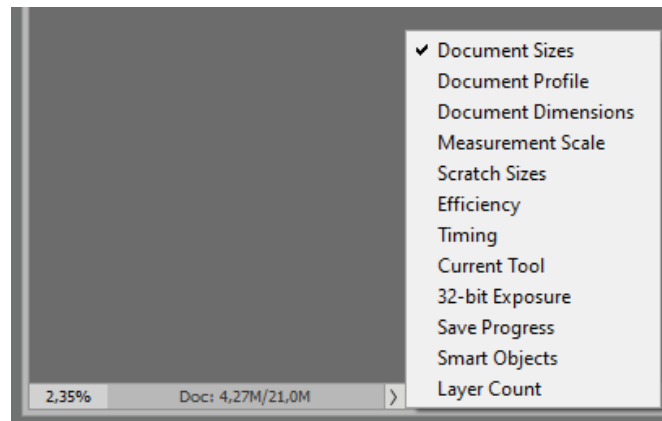 Document Sizes
Document Profile
Document Dimensions
Measurement Scale
Scratch Sizes
Efficiency
Timing
Current Tool
32-bit Exposure
Save Progress
Smart Objects
Layer Count
2,35% Doc: 4,27M/21,0M